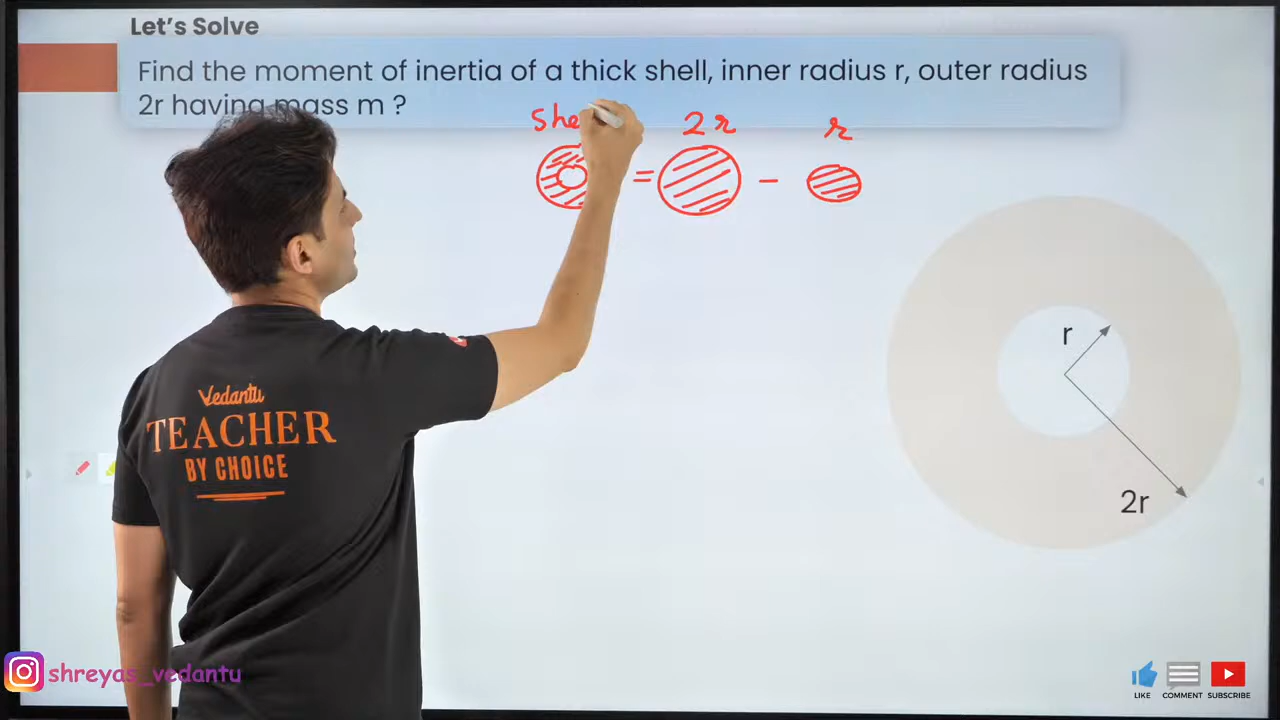 Let's Solve
Find the moment of inertia of a thick shell, inner radius r, outer radius
2r having mass m ?
She
2r
r
=
-
r
2r
Vedantu
TEACHER
BY CHOICE
shreyas_vedantu
LIKE
COMMENT
SUBSCRIBE